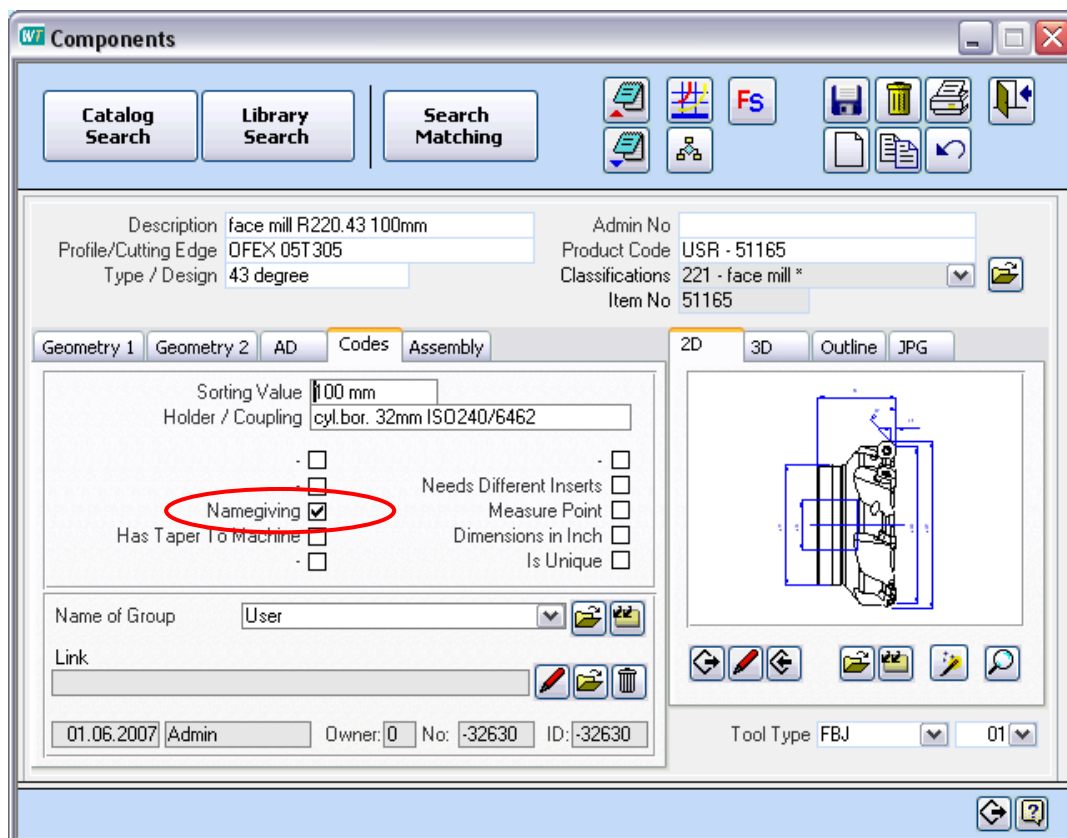 WT Components
Catalog Search
Library Search
Search Matching
FS
Description face mill R220.43 100mm
Profile/Cutting Edge OFEX 05T305
Type / Design 43 degree
Admin No
Product Code USR - 51165
Classifications 221 - face mill *
Item No 51165
Geometry 1 Geometry 2 AD Codes Assembly
Sorting Value 100 mm
Holder / Coupling cyl.bor. 32mm ISO240/6462
- -
- Needs Different Inserts
Namegiving Measure Point
Has Taper To Machine Dimensions in Inch
- Is Unique
Name of Group User
Link
01.06.2007 Admin Owner: 0 No: -32630 ID: -32630
2D 3D Outline JPG
Tool Type FBJ 01